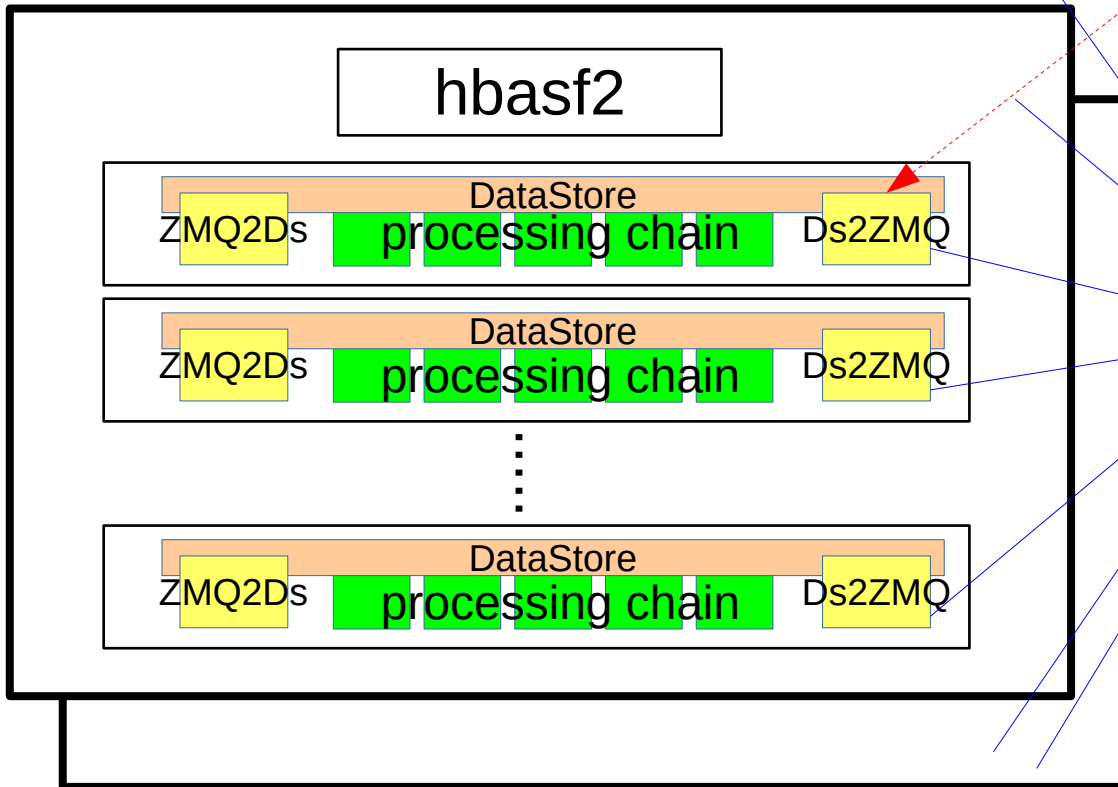 hbasf2
DataStore
ZMQ2Ds processing chain Ds2ZMQ
DataStore
ZMQ2Ds processing chain Ds2ZMQ
DataStore
ZMQ2Ds processing chain Ds2ZMQ